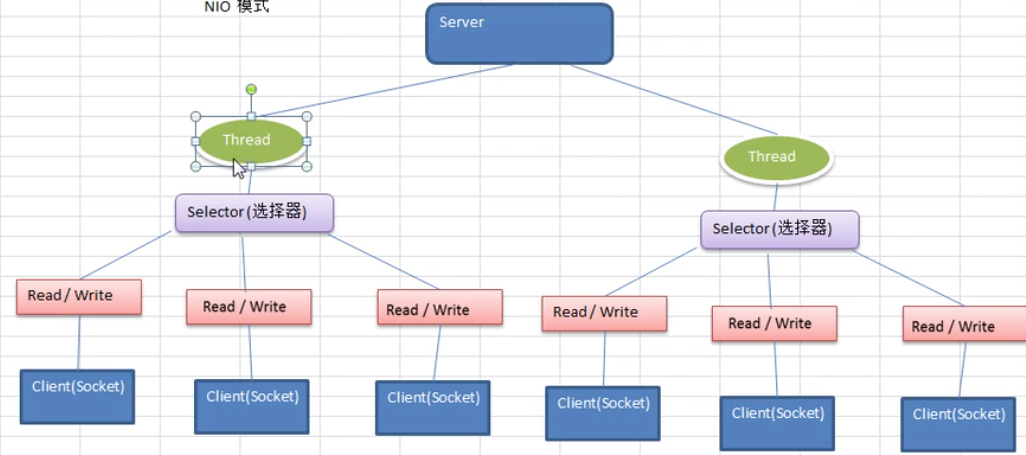 NIO 模式
Server
Thread
Thread
Selector(选择器)
Selector(选择器)
Read / Write
Read / Write
Read / Write
Read / Write
Read / Write
Read / Write
Client(Socket)
Client(Socket)
Client(Socket)
Client(Socket)
Client(Socket)
Client(Socket)